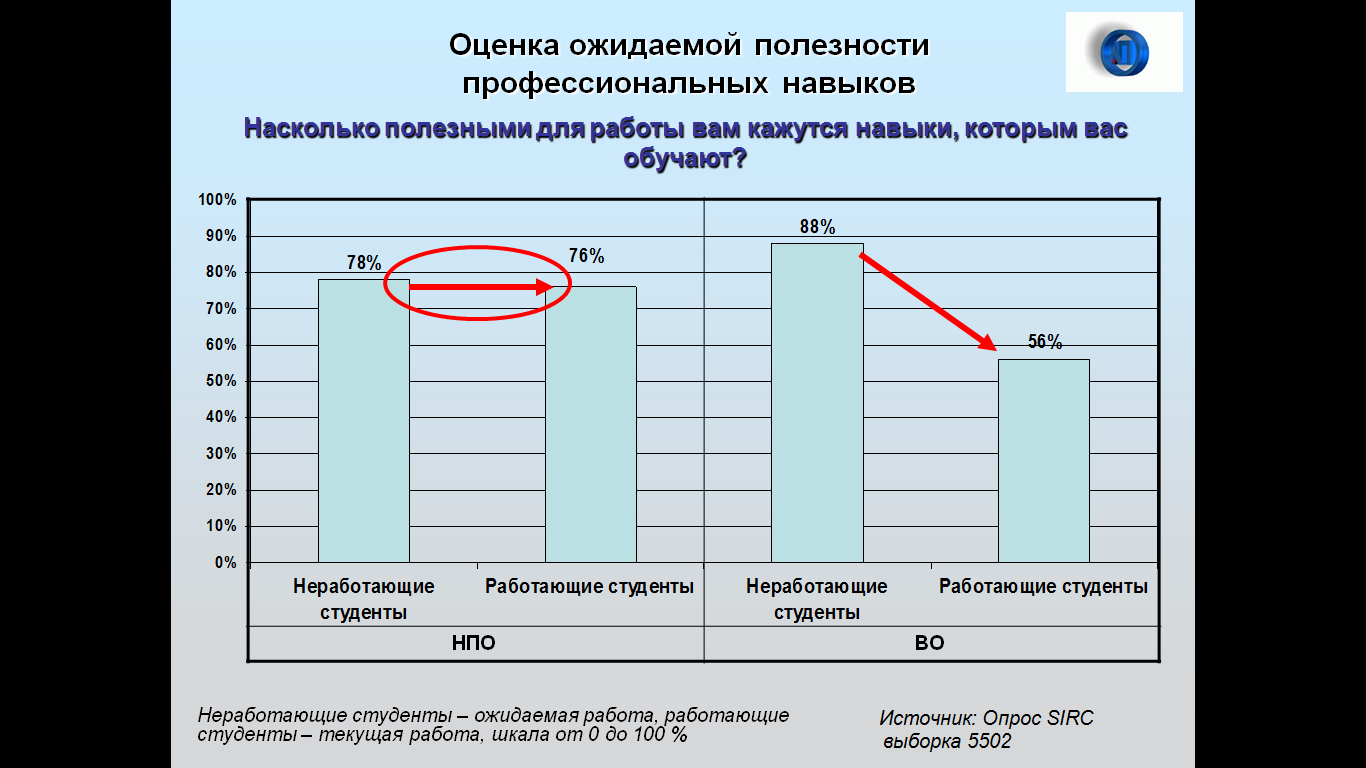 Оценка ожидаемой полезности
профессиональных навыков
Насколько полезными для работы вам кажутся навыки, которым вас
обучают?
100%
90%
80%
70%
60%
50%
40%
30%
20%
10%
0%
78%
76%
88%
56%
Неработающие
студенты
Работающие студенты
Неработающие
студенты
Работающие студенты
НПО
ВО
Неработающие студенты – ожидаемая работа, работающие
студенты – текущая работа, шкала от 0 до 100 %
Источник: Опрос SIRC
выборка 5502